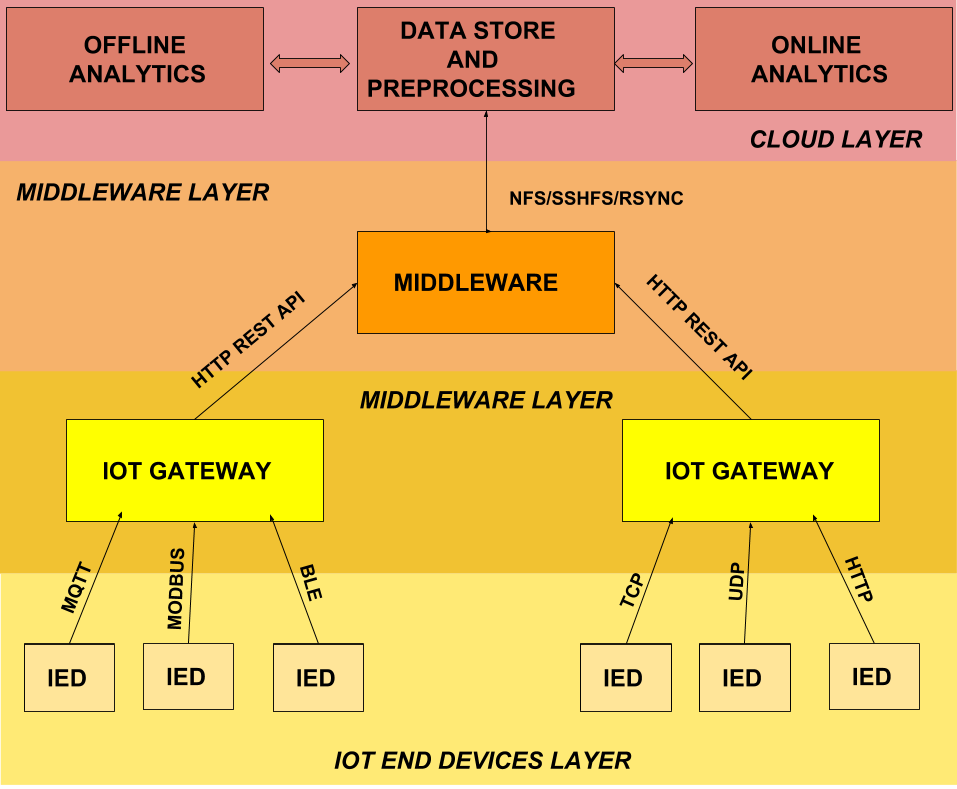 OFFLINE
ANALYTICS
DATA STORE
AND
PREPROCESSING
ONLINE
ANALYTICS
CLOUD LAYER
MIDDLEWARE LAYER
NFS/SSHFS/RSYNC
MIDDLEWARE
HTTP REST API
HTTP REST API
MIDDLEWARE LAYER
IOT GATEWAY
IOT GATEWAY
MQTT
MODBUS
BLE
TCP
UDP
HTTP
IED
IED
IED
IED
IED
IED
IOT END DEVICES LAYER